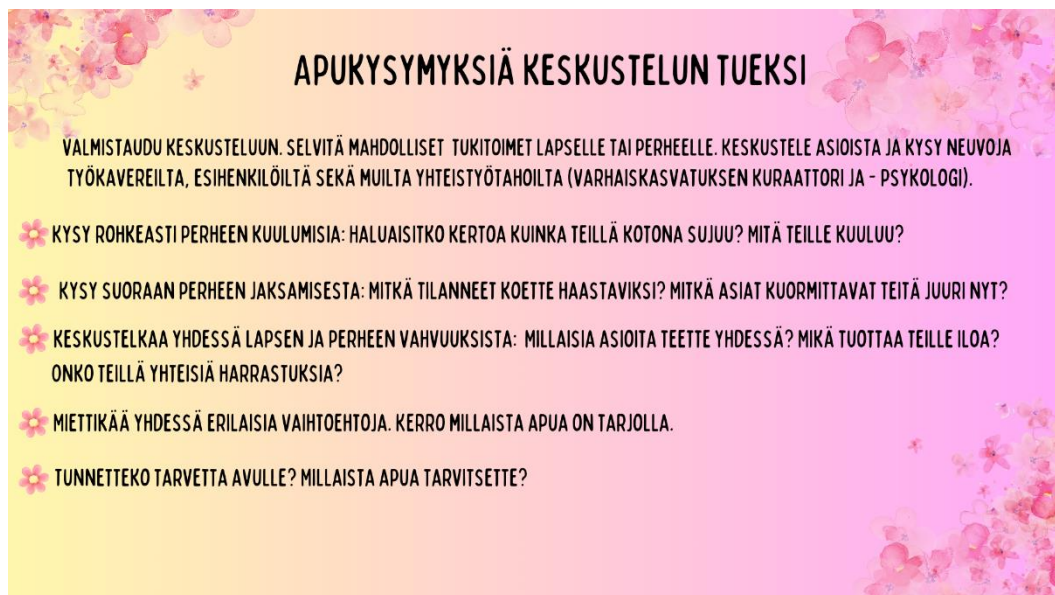 APUKYSYMYKSIÄ KESKUSTELUN TUEKSI
VALMISTAUDU KESKUSTELUUN. SELVITÄ MAHDOLLISET TUKITOIMET LAPSELLE TAI PERHEELLE. KESKUSTELE ASIOISTA JA KYSY NEUVOJA
TYÖKAVEREILTA, ESIHENKILÖILTÄ SEKÄ MUILTA YHTEISTYÖTAHOILTA (VARHAISKASVATUKSEN KURAATTORI JA - PSYKOLOGI).
KYSY ROHKEASTI PERHEEN KUULUMISIA: HALUAISITKO KERTOA KUINKA TEILLÄ KOTONA SUJUU? MITÄ TEILLE KUULUU?
KYSY SUORAAN PERHEEN JAKSAMISESTA: MITKÄ TILANNEET KOETTE HAASTAVIKSI? MITKÄ ASIAT KUORMITTAVAT TEITÄ JUURI NYT?
KESKUSTELKAA YHDESSÄ LAPSEN JA PERHEEN VAHVUUKSISTA: MILLAISIA ASIOITA TEETTE YHDESSÄ? MIKÄ TUOTTAA TEILLE ILOA?
ONKO TEILLÄ YHTEISIÄ HARRASTUKSIA?
MIETTIKÄÄ YHDESSÄ ERILAISIA VAIHTOEHTOJA. KERRO MILLAISTA APUA ON TARJOLLA.
TUNNETTEKO TARVETTA AVULLE? MILLAISTA APUA TARVITSETTE?